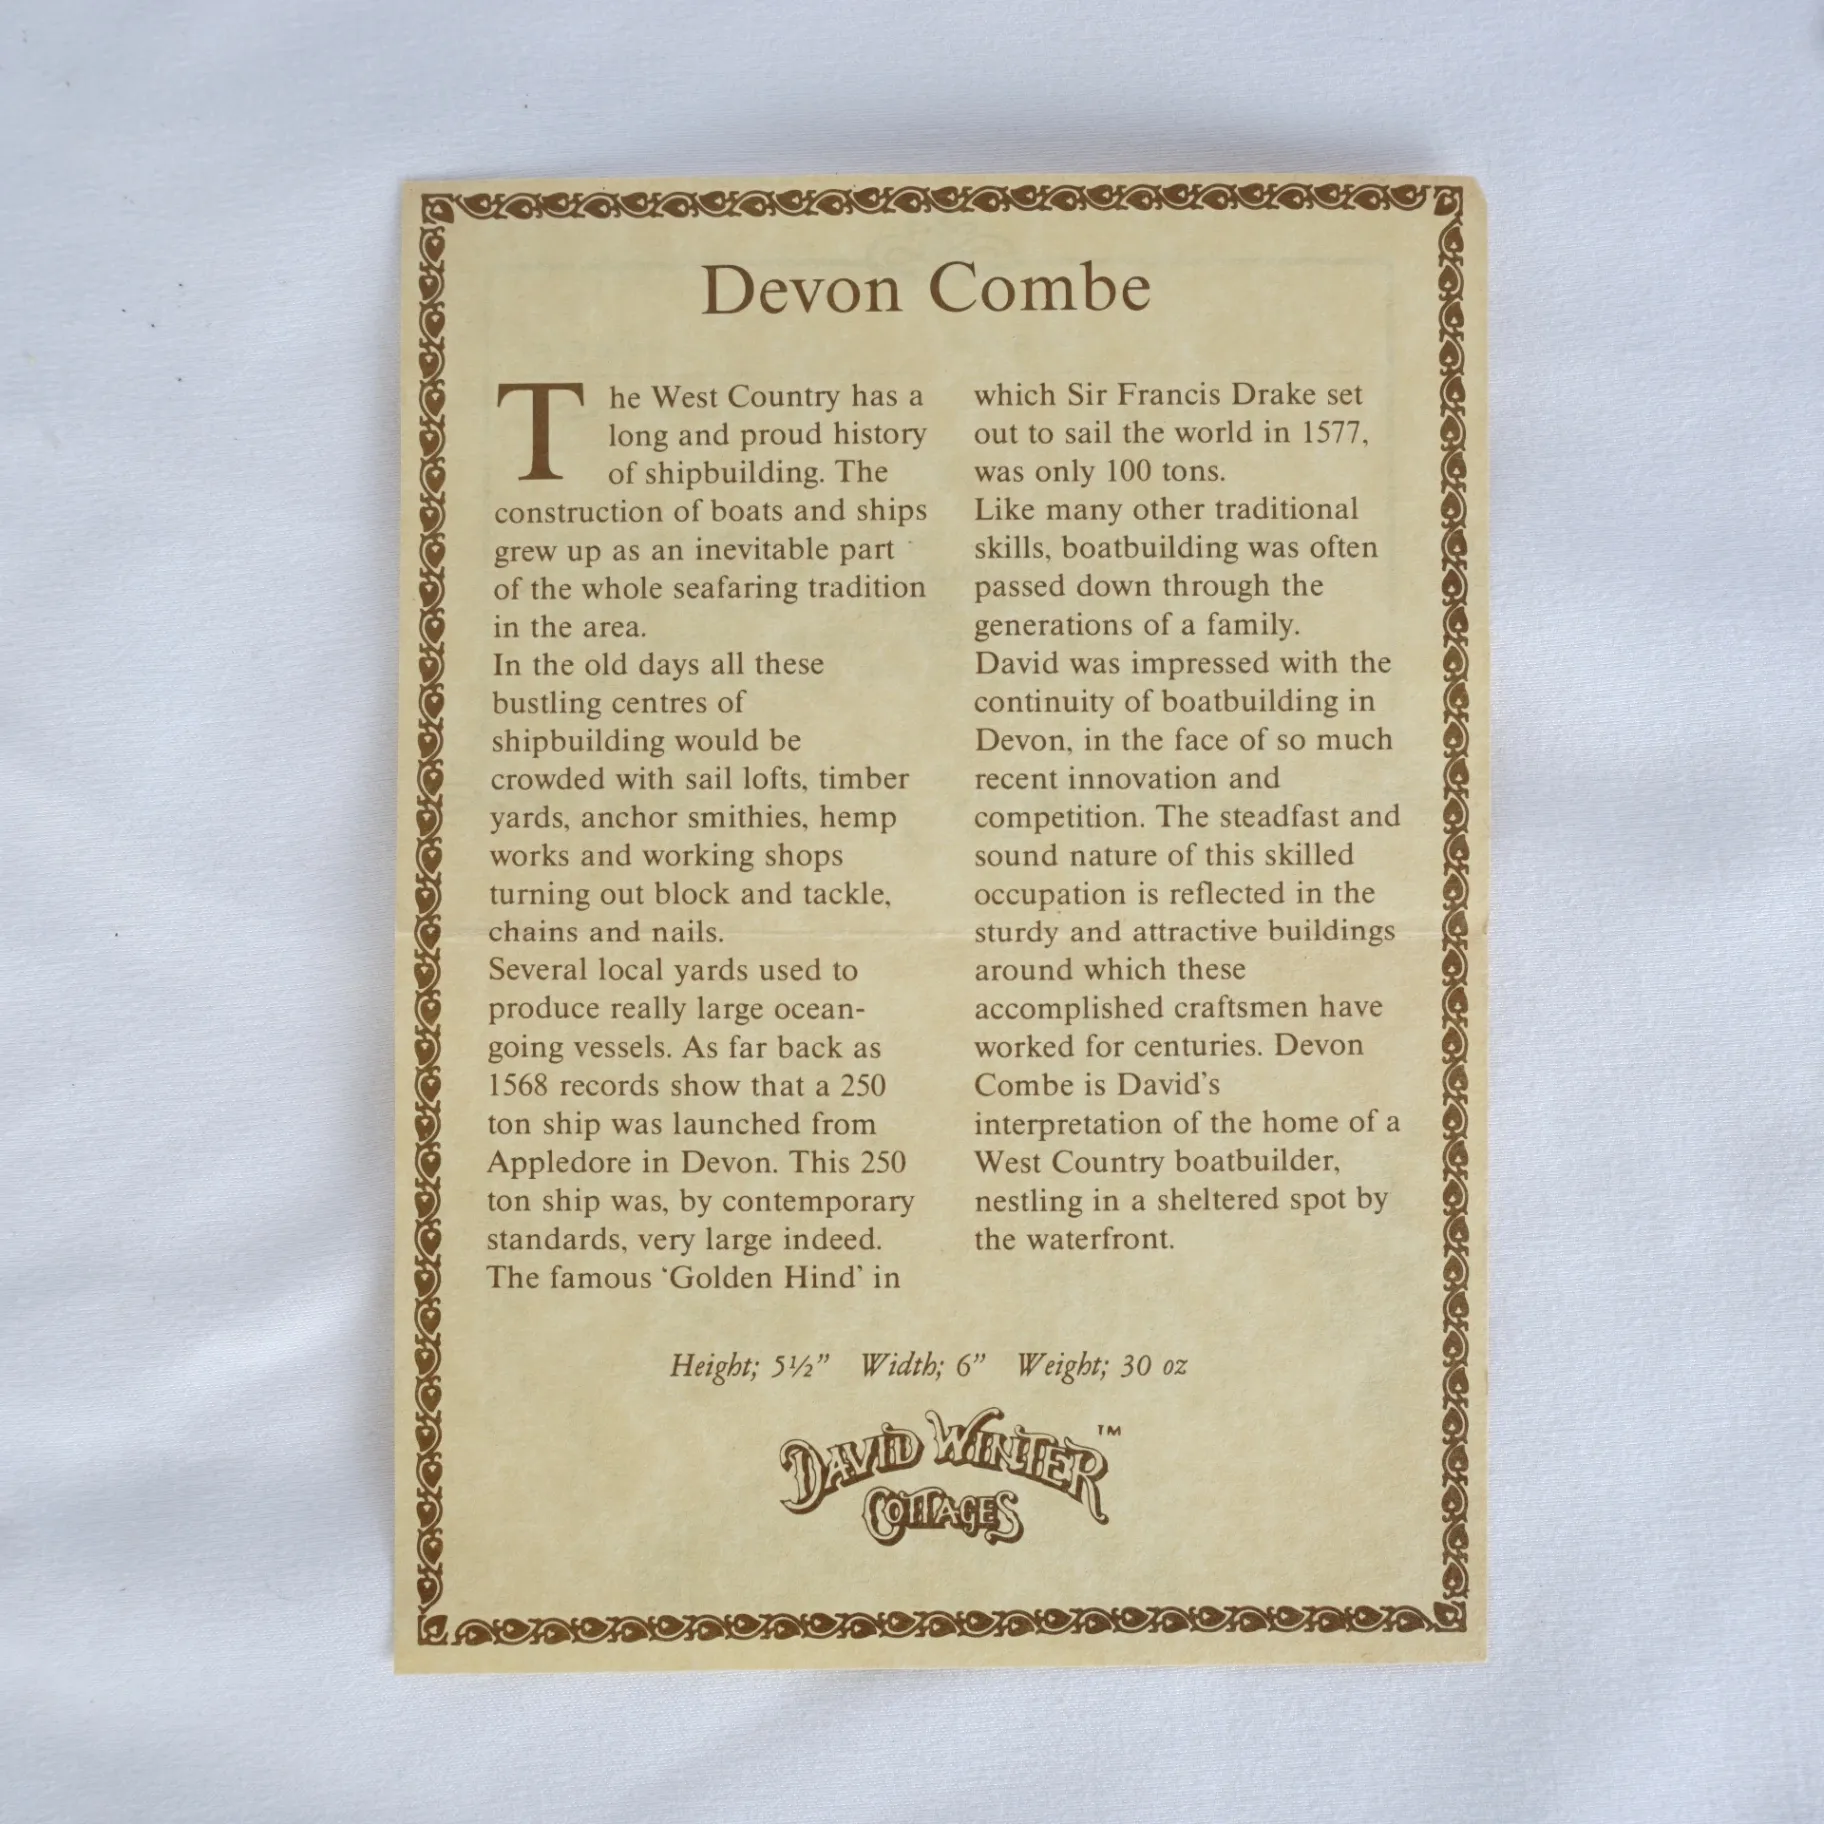 Devon Combe
The West Country has a
long and proud history
of shipbuilding. The
construction of boats and ships
grew up as an inevitable part
of the whole seafaring tradition
in the area.
In the old days all these
bustling centres of
shipbuilding would be
crowded with sail lofts, timber
yards, anchor smithies, hemp
works and working shops
turning out block and tackle,
chains and nails.
Several local yards used to
produce really large ocean-
going vessels. As far back as
1568 records show that a 250
ton ship was launched from
Appledore in Devon. This 250
ton ship was, by contemporary
standards, very large indeed.
The famous ‘Golden Hind’ in
which Sir Francis Drake set
out to sail the world in 1577,
was only 100 tons.
Like many other traditional
skills, boatbuilding was often
passed down through the
generations of a family.
David was impressed with the
continuity of boatbuilding in
Devon, in the face of so much
recent innovation and
competition. The steadfast and
sound nature of this skilled
occupation is reflected in the
sturdy and attractive buildings
around which these
accomplished craftsmen have
worked for centuries. Devon
Combe is David’s
interpretation of the home of a
West Country boatbuilder,
nestling in a sheltered spot by
the waterfront.
Height; 5½” Width; 6” Weight; 30 oz
DAVID WINTER ™
COTTAGES